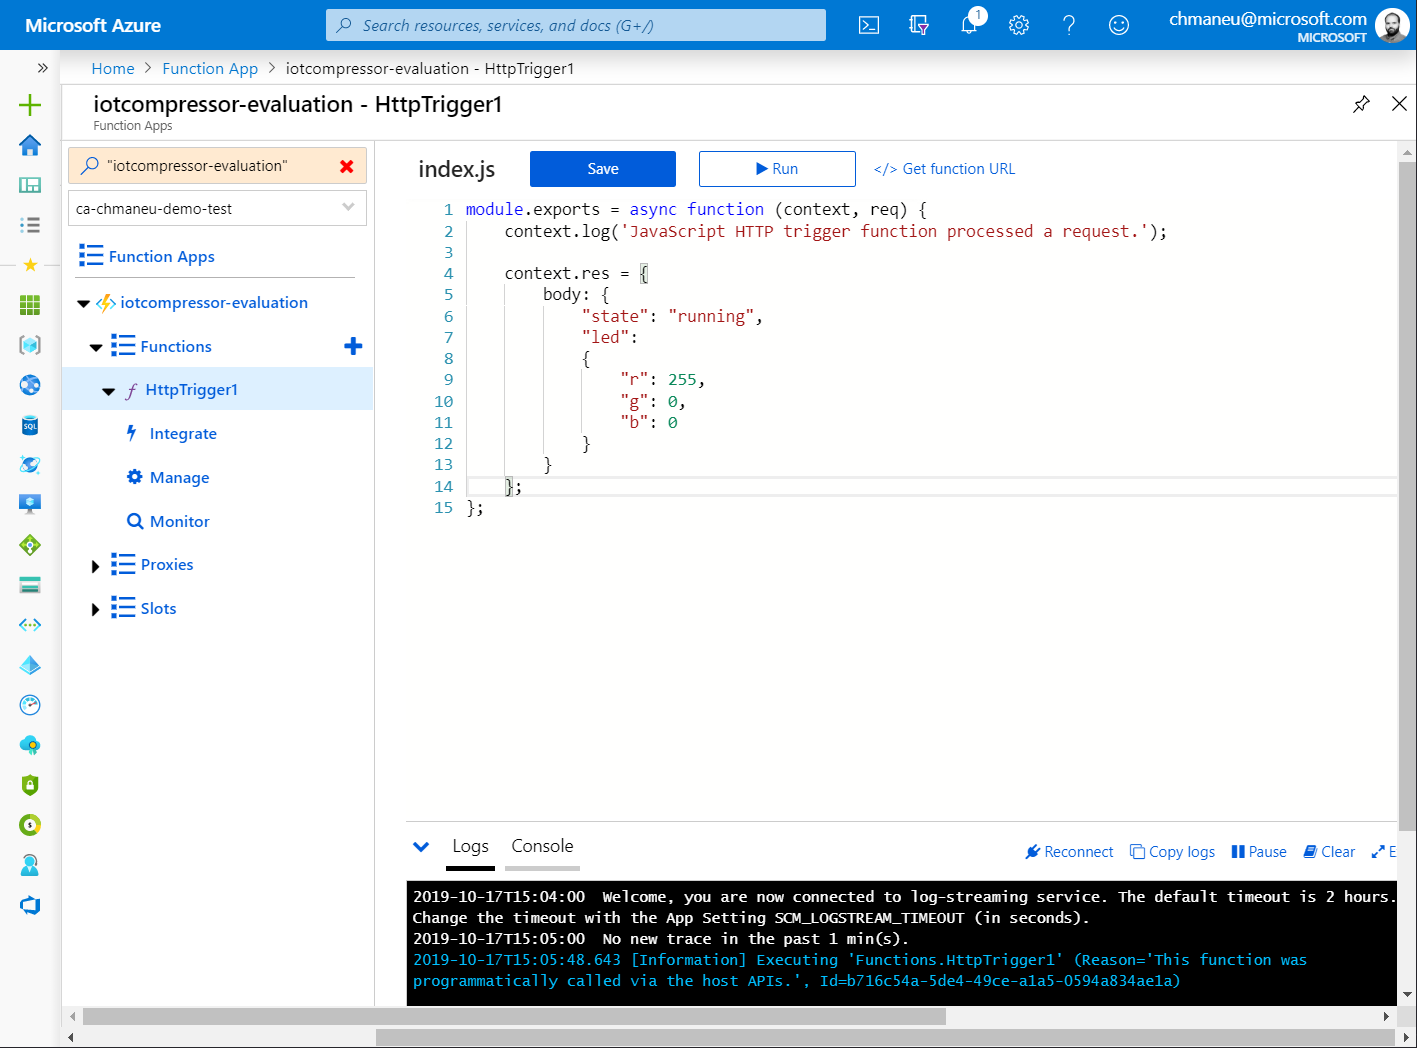 Microsoft Azure
Search resources, services, and docs (G+/)
1
chmaneu@microsoft.com
MICROSOFT
Home > Function App > iotcompressor-evaluation - HttpTrigger1
iotcompressor-evaluation - HttpTrigger1
Function Apps
"iotcompressor-evaluation"
ca-chmaneu-demo-test
Function Apps
iotcompressor-evaluation
Functions
HttpTrigger1
Integrate
Manage
Monitor
Proxies
Slots
SQL
index.js
Save
Run
</> Get function URL
1 module.exports = async function (context, req) {
2 context.log('JavaScript HTTP trigger function processed a request.');
3
4 context.res = {
5 body: {
6 "state": "running",
7 "led":
8 {
9 "r": 255,
10 "g": 0,
11 "b": 0
12 }
13 }
14 };
15 };
Logs
Console
Reconnect
Copy logs
Pause
Clear
E
2019-10-17T15:04:00 Welcome, you are now connected to log-streaming service. The default timeout is 2 hours.
Change the timeout with the App Setting SCM_LOGSTREAM_TIMEOUT (in seconds).
2019-10-17T15:05:00 No new trace in the past 1 min(s).
2019-10-17T15:05:48.643 [Information] Executing 'Functions.HttpTrigger1' (Reason='This function was
programmatically called via the host APIs.', Id=b716c54a-5de4-49ce-a1a5-0594a834ae1a)